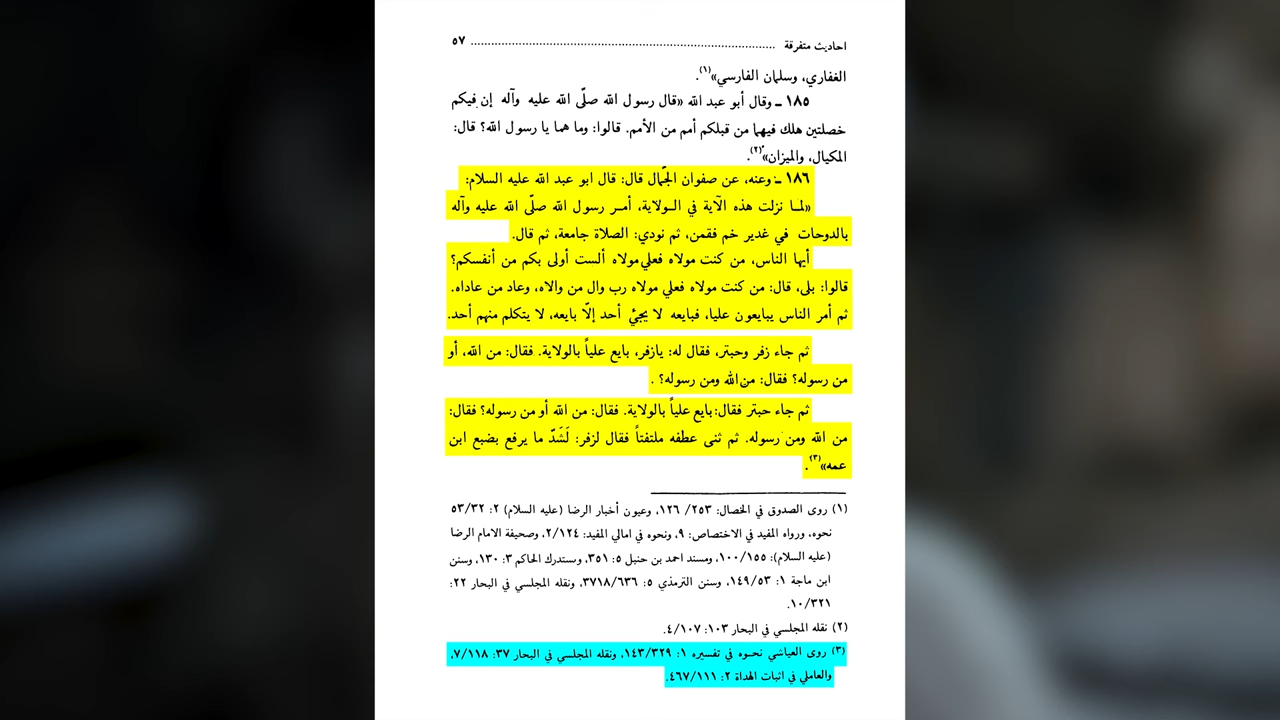 احاديث متفرقة ........................................................................ ٥٧
الغفاري، وسلمان الفارسي»(١).
١٨٥ ـ وقال أبو عبد الله «قال رسول الله صلّى الله عليه وآله إن فيكم
خصلتين هلك فيهما من قبلكم أمم من الأمم. قالوا: وما هما يا رسول الله؟ قال:
المكيال، والميزان»(٢).
١٨٦ ـ وعنه، عن صفوان الجمّال قال: قال ابو عبد الله عليه السلام:
«لما نزلت هذه الآية في الولاية، أمر رسول الله صلّى الله عليه وآله
بالدوحات في غدير خم فقمن، ثم نودي: الصلاة جامعة، ثم قال.
أيها الناس، من كنت مولاه فعلي مولاه ألست أولى بكم من أنفسكم؟
قالوا: بلى، قال: من كنت مولاه فعلي مولاه رب وال من والاه، وعاد من عاداه.
ثم أمر الناس يبايعون عليا، فبايعه لا يجيُ أحد إلّا بايعه، لا يتكلم منهم أحد.
ثم جاء زفر وحبتر، فقال له: يازفر، بايع علياً بالولاية. فقال: من الله، أو
من رسوله؟ فقال: من الله ومن رسوله؟ .
ثم جاء حبتر فقال: بايع علياً بالولاية. فقال: من الله أو من رسوله؟ فقال:
من الله ومن رسوله. ثم ثنى عطفه ملتفتاً فقال لزفر: لَشَدّ ما يرفع بضبع ابن
عمه»(٣).
(١) روى الصدوق في الخصال: ٢٥٣/ ١٢٦، وعيون أخبار الرضا (عليه السلام) ٢: ٥٣/٣٢
نحوه، ورواه المفيد في الاختصاص: ٩، ونحوه في امالي المفيد: ٢/١٢٤، وصحيفة الامام الرضا
(عليه السلام): ١٠٠/١٥٥، ومسند احمد بن حنبل ٥: ٣٥١، ومستدرك الحاكم ٣: ١٣٠، وسنن
ابن ماجة ١: ١٤٩/٥٣، وسنن الترمذي ٥: ٣٧١٨/٦٣٦، ونقله المجلسي في البحار ٢٢:
١٠/٣٢١.
(٢) نقله المجلسي في البحار ١٠٣: ٤/١٠٧.
(٣) روى العياشي نحوه في تفسيره ١: ١٤٣/٣٢٩، ونقله المجلسي في البحار ٣٧: ٧/١١٨،
والعاملي في اثبات الهداة ٢: ٤٦٧/١١١.